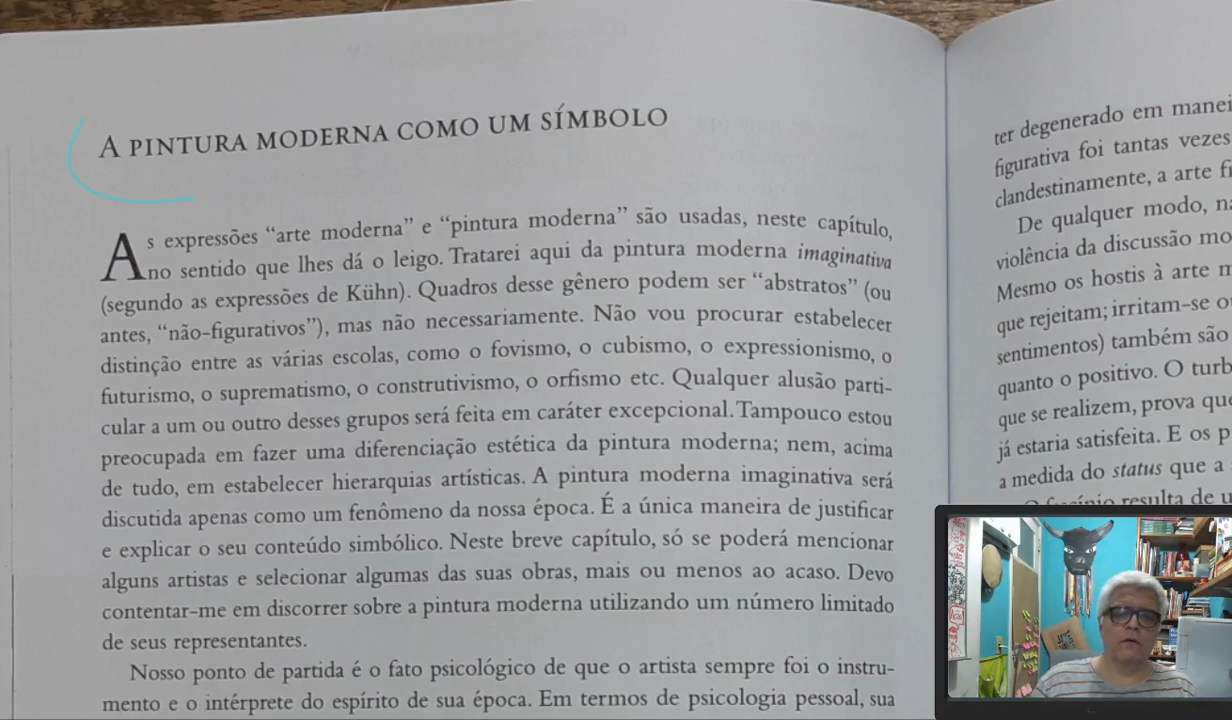 A PINTURA MODERNA COMO UM SÍMBOLO
As expressões “arte moderna” e “pintura moderna” são usadas, neste capítulo,
no sentido que lhes dá o leigo. Tratarei aqui da pintura moderna imaginativa
(segundo as expressões de Kühn). Quadros desse gênero podem ser “abstratos” (ou
antes, “não-figurativos”), mas não necessariamente. Não vou procurar estabelecer
distinção entre as várias escolas, como o fovismo, o cubismo, o expressionismo, o
futurismo, o suprematismo, o construtivismo, o orfismo etc. Qualquer alusão parti-
cular a um ou outro desses grupos será feita em caráter excepcional. Tampouco estou
preocupada em fazer uma diferenciação estética da pintura moderna; nem, acima
de tudo, em estabelecer hierarquias artísticas. A pintura moderna imaginativa será
discutida apenas como um fenômeno da nossa época. É a única maneira de justificar
e explicar o seu conteúdo simbólico. Neste breve capítulo, só se poderá mencionar
alguns artistas e selecionar algumas das suas obras, mais ou menos ao acaso. Devo
contentar-me em discorrer sobre a pintura moderna utilizando um número limitado
de seus representantes.
Nosso ponto de partida é o fato psicológico de que o artista sempre foi o instru-
mento e o intérprete do espírito de sua época. Em termos de psicologia pessoal, sua
ter degenerado em
figurativa foi tantas vezes
clandestinamente, a arte
De qualquer modo,
violência da discussão
Mesmo os hostis à arte
que rejeitam; irritam-se
sentimentos) também são
quanto o positivo. O
que se realizem, prova
já estaria satisfeita. E os
a medida do status que a
O fascínio resulta de